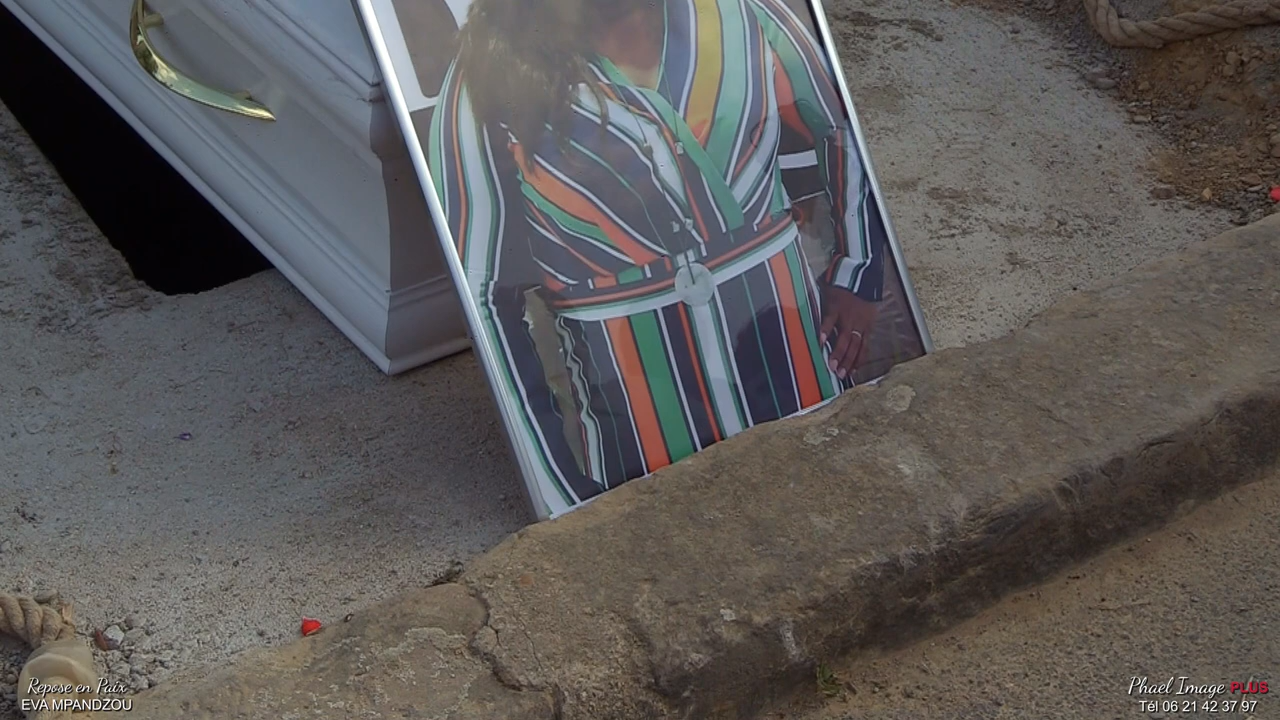 Repose en Paix
EVA MPANDZOU
Phael Image PLUS
Tél 06 21 42 37 97